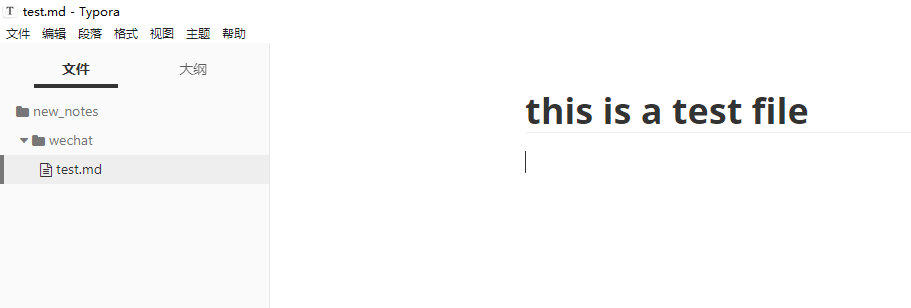 test.md - Typora
文件 编辑 段落 格式 视图 主题 帮助
文件 大纲
new_notes
wechat
test.md
this is a test file